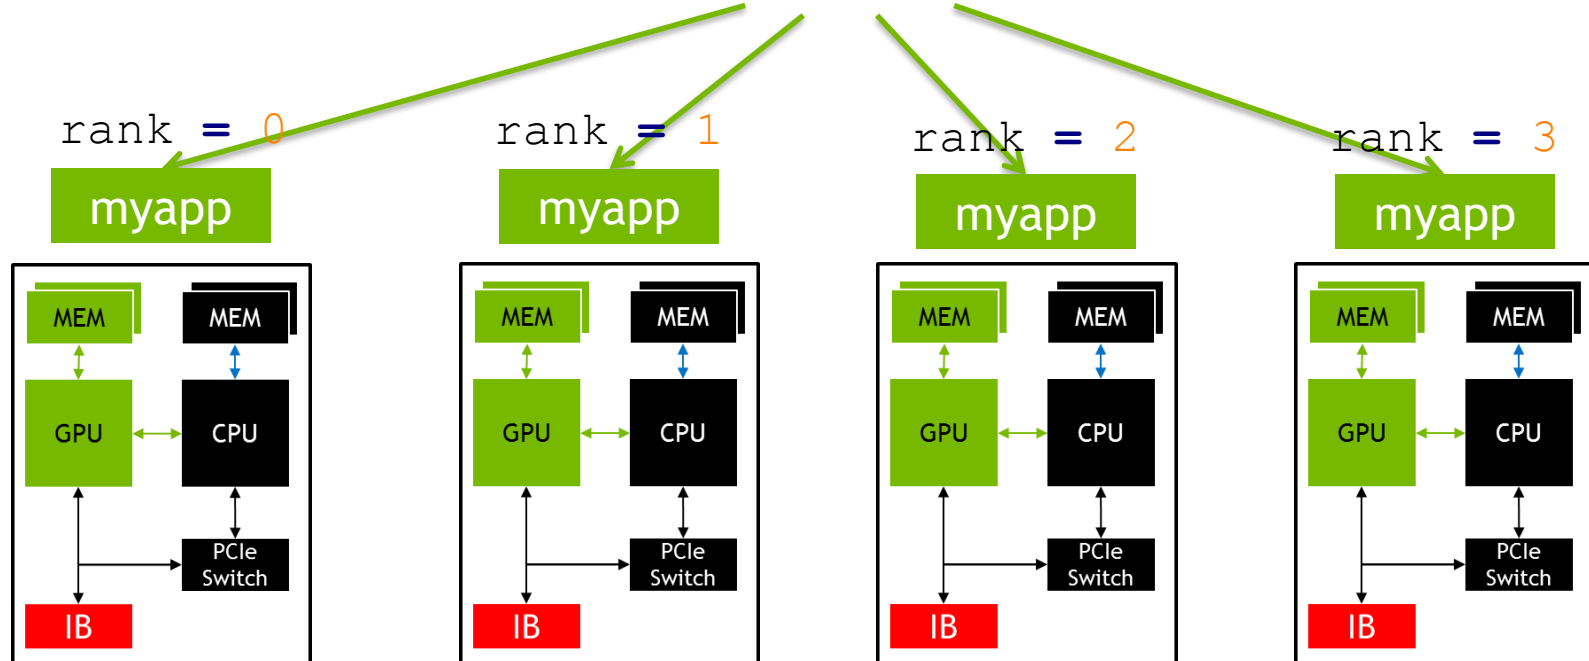 rank = 0
rank = 1
rank = 2
rank = 3
myapp
myapp
myapp
myapp
MEM MEM
GPU CPU
PCIe
Switch
IB
MEM MEM
GPU CPU
PCIe
Switch
IB
MEM MEM
GPU CPU
PCIe
Switch
IB
MEM MEM
GPU CPU
PCIe
Switch
IB